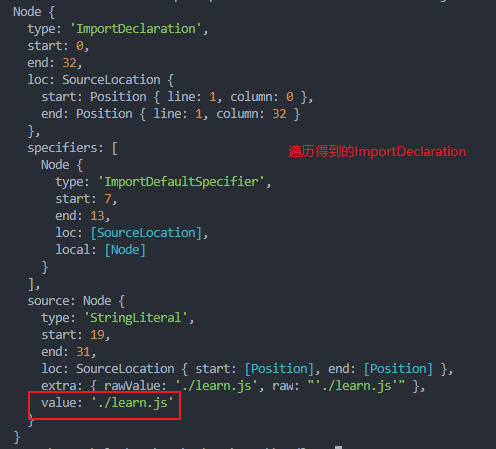 Node {
  type: 'ImportDeclaration',
  start: 0,
  end: 32,
  loc: SourceLocation {
    start: Position { line: 1, column: 0 },
    end: Position { line: 1, column: 32 }
  },
  specifiers: [
遍历得到的ImportDeclaration
    Node {
      type: 'ImportDefaultSpecifier',
      start: 7,
      end: 13,
      loc: [SourceLocation],
      local: [Node]
    }
  ],
  source: Node {
    type: 'StringLiteral',
    start: 19,
    end: 31,
    loc: SourceLocation { start: [Position], end: [Position] },
    extra: { rawValue: './learn.js', raw: "'./learn.js'" },
    value: './learn.js'
  }
}